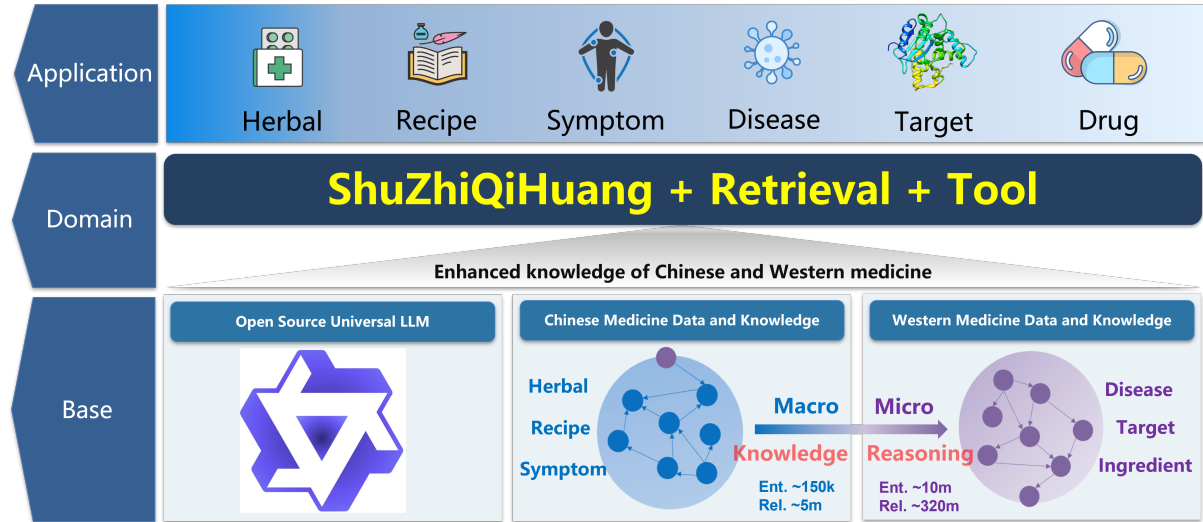 Application
Herbal
Recipe
Symptom
Disease
Target
Drug
Domain
ShuZhiQiHuang + Retrieval + Tool
Enhanced knowledge of Chinese and Western medicine
Base
Open Source Universal LLM
Chinese Medicine Data and Knowledge
Herbal
Recipe
Symptom
Macro
Knowledge
Ent. ~150k
Rel. ~5m
Western Medicine Data and Knowledge
Micro
Reasoning
Ent. ~10m
Rel. ~320m
Disease
Target
Ingredient